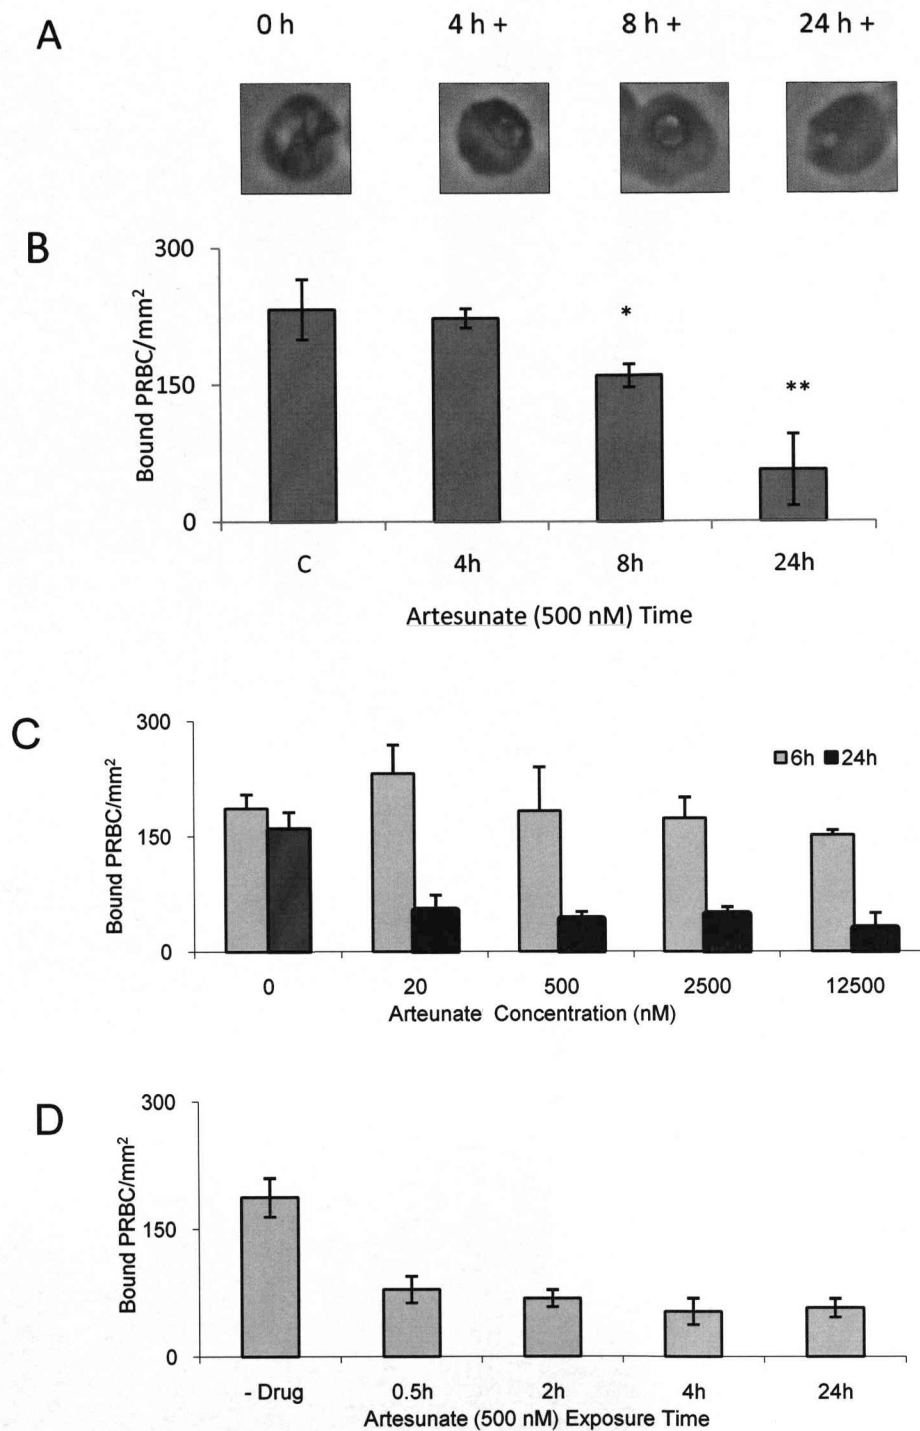 A
0 h 4 h + 8 h + 24 h +
B
300
150
0
Bound PRBC/mm²
*
**
C 4h 8h 24h
Artesunate (500 nM) Time
C
300
150
0
Bound PRBC/mm²
6h 24h
0 20 500 2500 12500
Arteunate Concentration (nM)
D
300
150
0
Bound PRBC/mm²
- Drug 0.5h 2h 4h 24h
Artesunate (500 nM) Exposure Time